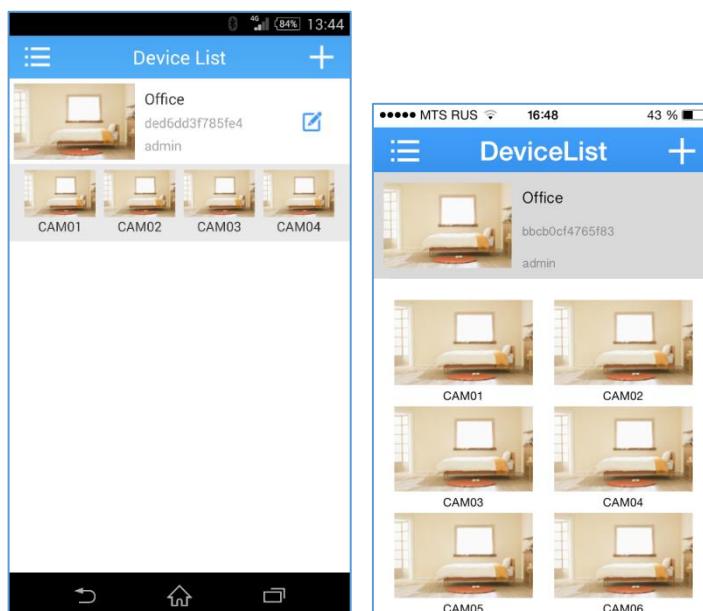 4G 84% 13:44
Device List
Office
ded6dd3f785fe4
admin
CAM01 CAM02 CAM03 CAM04
MTS RUS 16:48 43 %
DeviceList
Office
bbcb0cf4765f83
admin
CAM01 CAM02
CAM03 CAM04
CAM05 CAM06